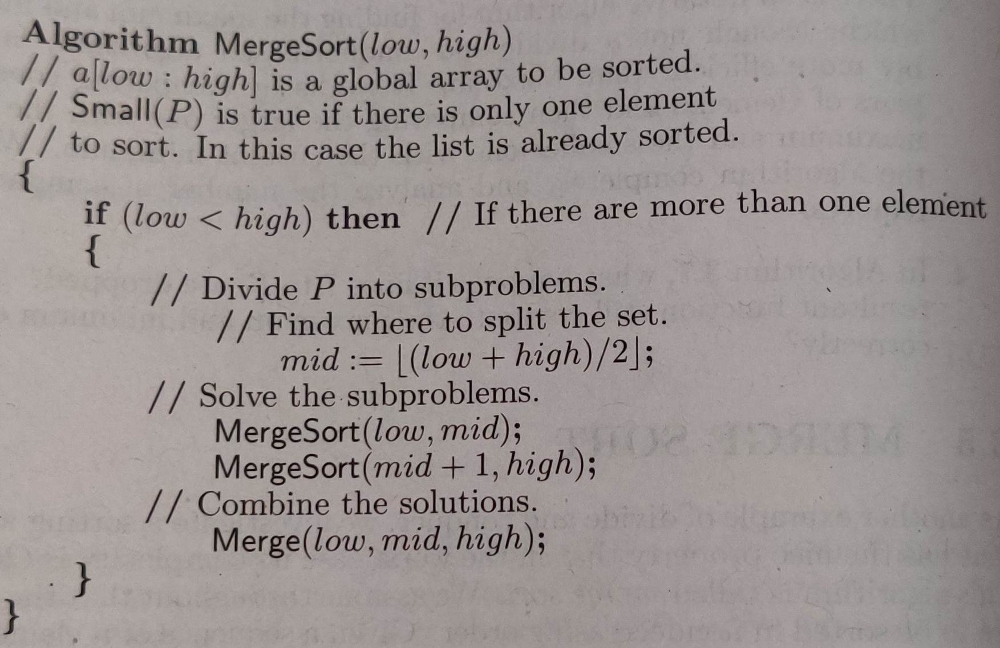 Algorithm MergeSort(low, high)
// a[low : high] is a global array to be sorted.
// Small(P) is true if there is only one element
// to sort. In this case the list is already sorted.
{
if (low < high) then // If there are more than one element
{
// Divide P into subproblems.
// Find where to split the set.
mid := ⌊(low + high)/2⌋;
// Solve the subproblems.
MergeSort(low, mid);
MergeSort(mid + 1, high);
// Combine the solutions.
Merge(low, mid, high);
}
}